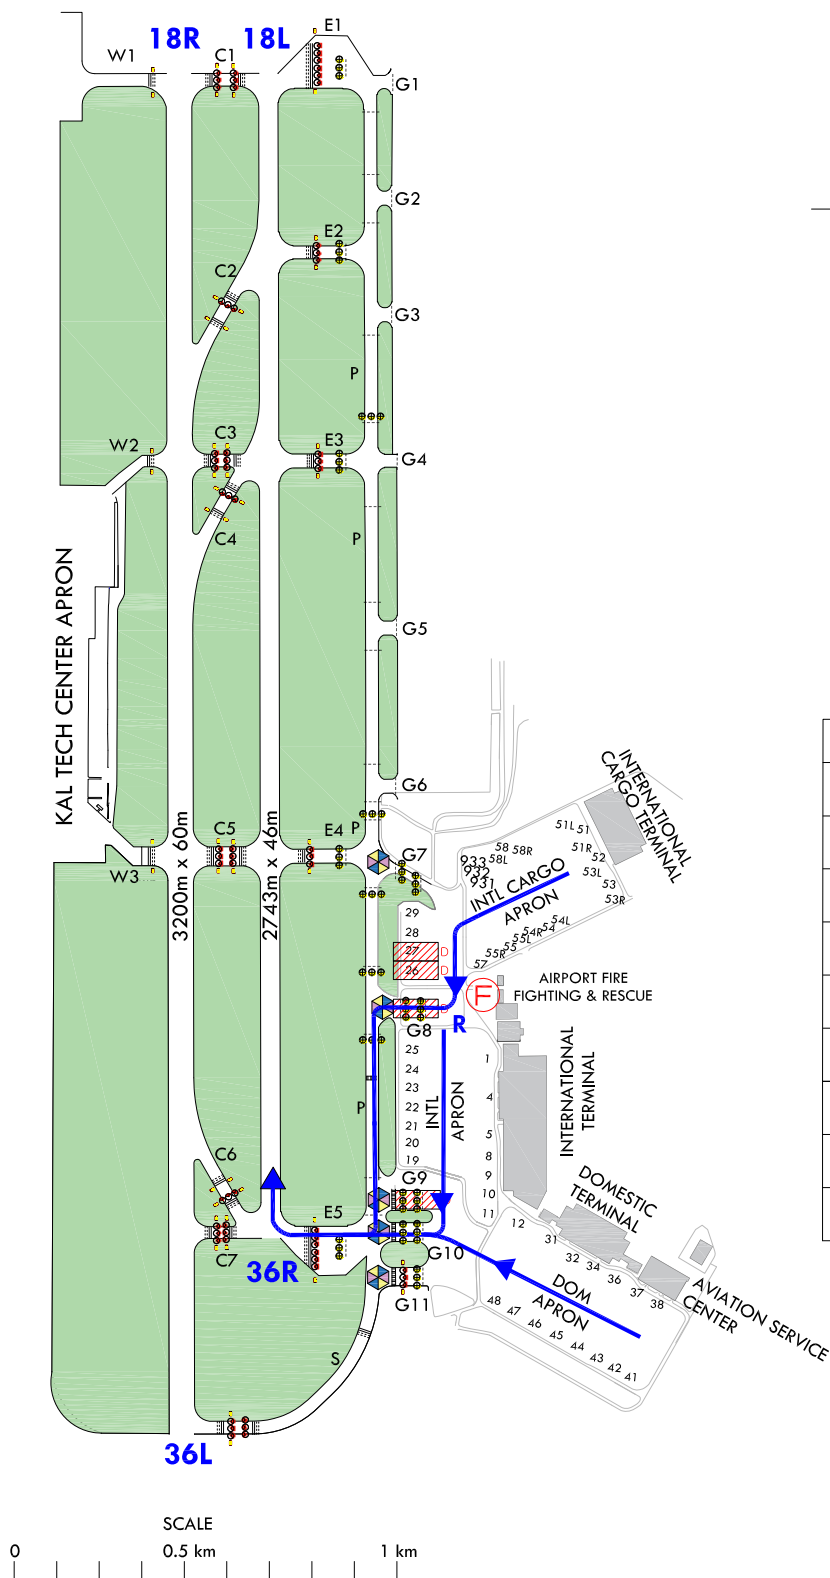 18R
18L
E1
W1
C1
G1
G2
E2
C2
G3
P
C3
E3
W2
G4
C4
P
G5
KAL TECH CENTER APRON
G6
3200m x 60m
2743m x 46m
C5
E4
P
W3
G7
INTERNATIONAL
CARGO TERMINAL
51L
51
58
58R
58L
51R
52
933
932
931
53L
53
53R
INTL CARGO
APRON
54L
54
54R
55L
55
55R
57
29
28
27
26
F
AIRPORT FIRE
FIGHTING & RESCUE
G8
R
25
24
23
22
21
20
19
P
INTL
APRON
1
4
5
8
9
10
11
INTERNATIONAL
TERMINAL
C6
G9
DOMESTIC
TERMINAL
E5
12
31
32
34
36
37
38
C7
36R
G10
G11
DOM
APRON
AVIATION SERVICE
CENTER
48
47
46
45
44
43
42
41
S
36L
SCALE
0
0.5 km
1 km